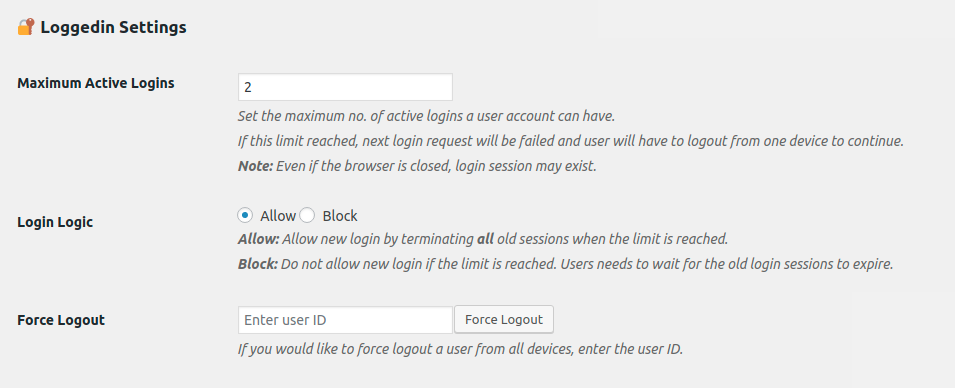 Loggedin Settings
Maximum Active Logins
2
Set the maximum no. of active logins a user account can have.
If this limit reached, next login request will be failed and user will have to logout from one device to continue.
Note: Even if the browser is closed, login session may exist.
Login Logic
Allow Block
Allow: Allow new login by terminating all old sessions when the limit is reached.
Block: Do not allow new login if the limit is reached. Users needs to wait for the old login sessions to expire.
Force Logout
Enter user ID Force Logout
If you would like to force logout a user from all devices, enter the user ID.